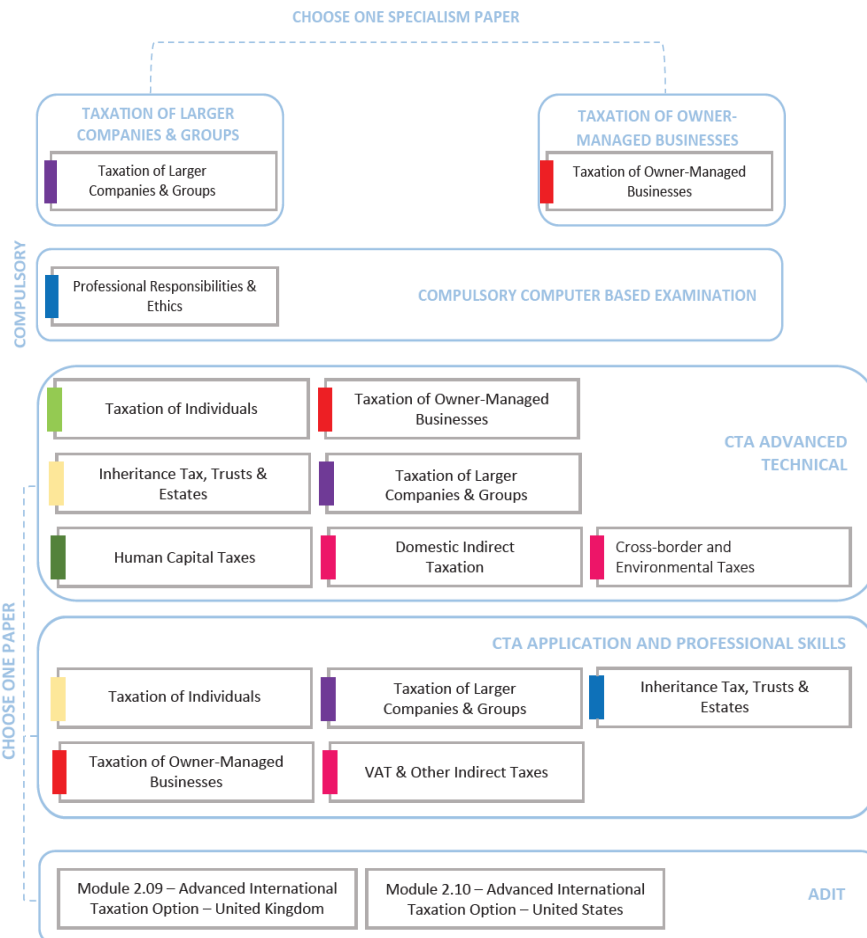 CHOOSE ONE SPECIALISM PAPER
TAXATION OF LARGER
COMPANIES & GROUPS
Taxation of Larger
Companies & Groups
TAXATION OF OWNER-
MANAGED BUSINESSES
Taxation of Owner-Managed
Businesses
COMPULSORY
Professional Responsibilities &
Ethics
COMPULSORY COMPUTER BASED EXAMINATION
CHOOSE ONE PAPER
CTA ADVANCED
TECHNICAL
Taxation of Individuals
Taxation of Owner-Managed
Businesses
Inheritance Tax, Trusts &
Estates
Taxation of Larger
Companies & Groups
Human Capital Taxes
Domestic Indirect
Taxation
Cross-border and
Environmental Taxes
CTA APPLICATION AND PROFESSIONAL SKILLS
Taxation of Individuals
Taxation of Larger
Companies & Groups
Inheritance Tax, Trusts &
Estates
Taxation of Owner-Managed
Businesses
VAT & Other Indirect Taxes
ADIT
Module 2.09 – Advanced International
Taxation Option – United Kingdom
Module 2.10 – Advanced International
Taxation Option – United States